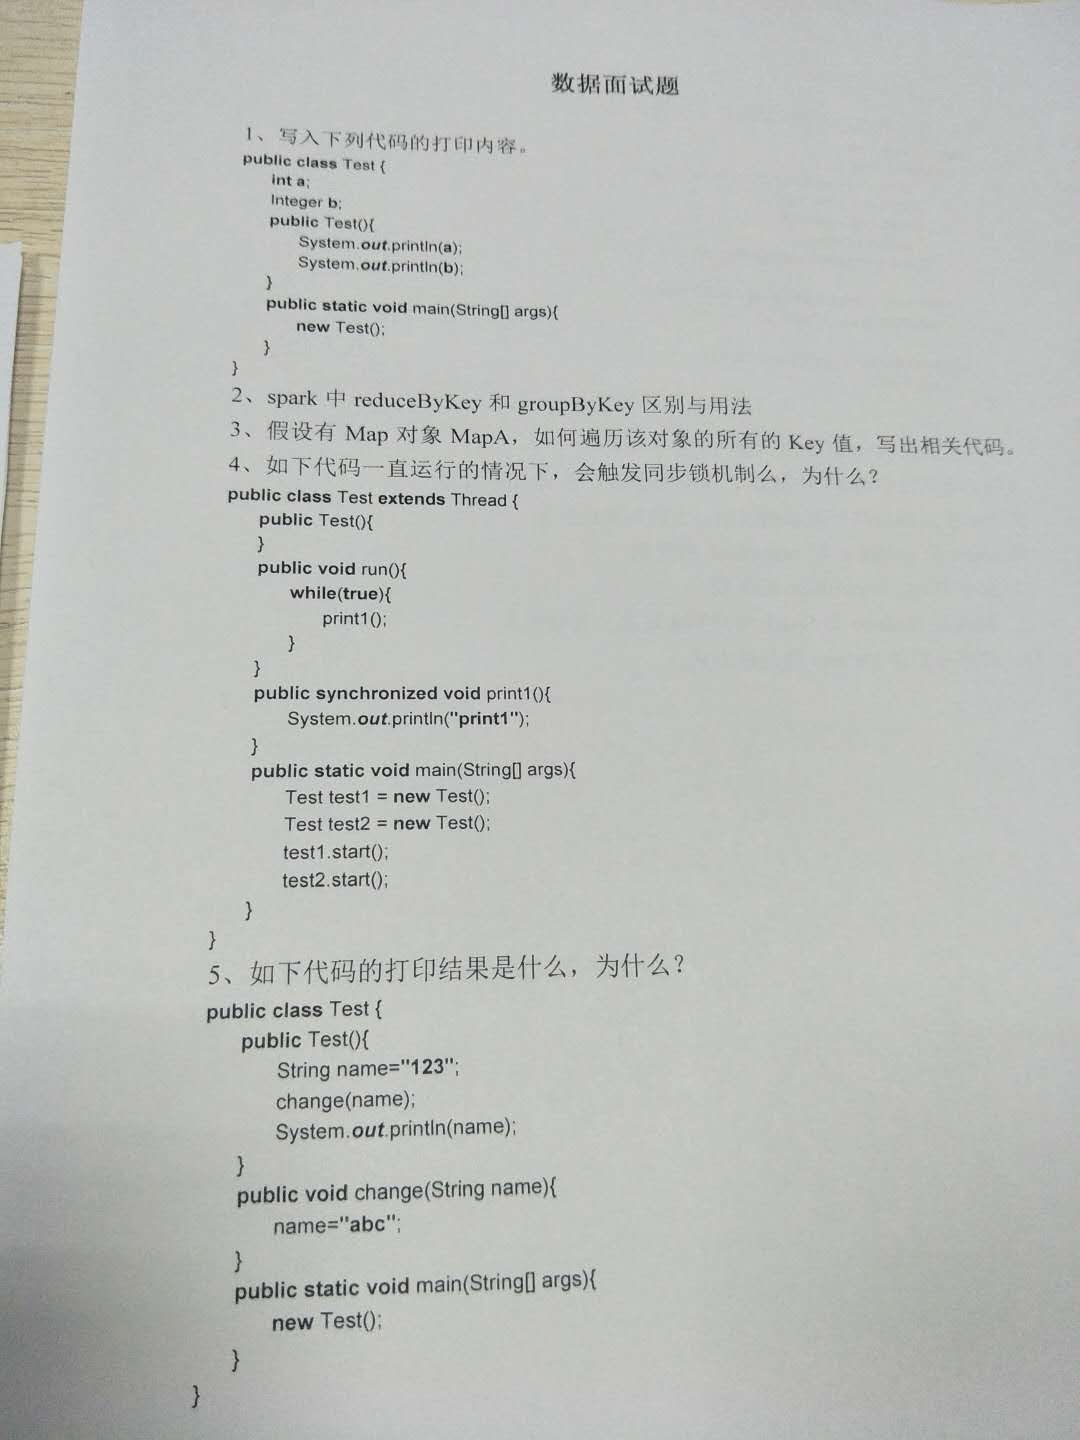 数据面试题
1、写入下列代码的打印内容。
public class Test {
int a;
Integer b;
public Test(){
System.out.println(a);
System.out.println(b);
}
public static void main(String[] args){
new Test();
}
}
2、spark 中 reduceByKey 和 groupByKey 区别与用法
3、假设有 Map 对象 MapA，如何遍历该对象的所有的 Key 值，写出相关代码。
4、如下代码一直运行的情况下，会触发同步锁机制么，为什么？
public class Test extends Thread {
public Test(){
}
public void run(){
while(true){
print1();
}
}
public synchronized void print1(){
System.out.println("print1");
}
public static void main(String[] args){
Test test1 = new Test();
Test test2 = new Test();
test1.start();
test2.start();
}
}
5、如下代码的打印结果是什么，为什么？
public class Test {
public Test(){
String name="123";
change(name);
System.out.println(name);
}
public void change(String name){
name="abc";
}
public static void main(String[] args){
new Test();
}
}